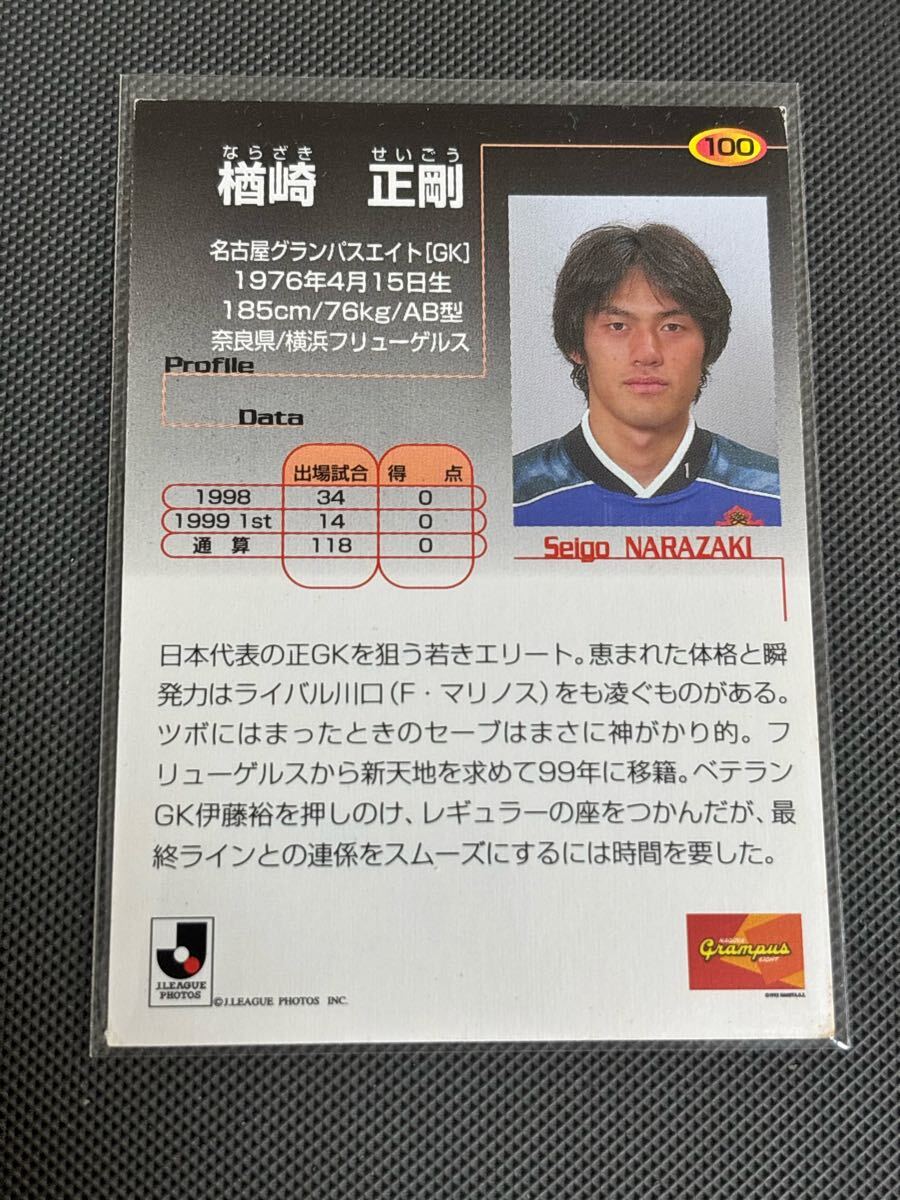 100
ならざき せいごう
楢崎 正剛
名古屋グランパスエイト[GK]
1976年4月15日生
185cm/76kg/AB型
奈良県/横浜フリューゲルス
Profile
Data
出場試合 得 点
1998 34 0
1999 1st 14 0
通 算 118 0
1
Seigo NARAZAKI
日本代表の正GKを狙う若きエリート。恵まれた体格と瞬
発力はライバル川口(F・マリノス)をも凌ぐものがある。
ツボにはまったときのセーブはまさに神がかり的。フ
リューゲルスから新天地を求めて99年に移籍。ベテラン
GK伊藤裕を押しのけ、レギュラーの座をつかんだが、最
終ラインとの連係をスムーズにするには時間を要した。
J.LEAGUE
PHOTOS
©J.LEAGUE PHOTOS INC.
NAGOYA
Grampus
EIGHT